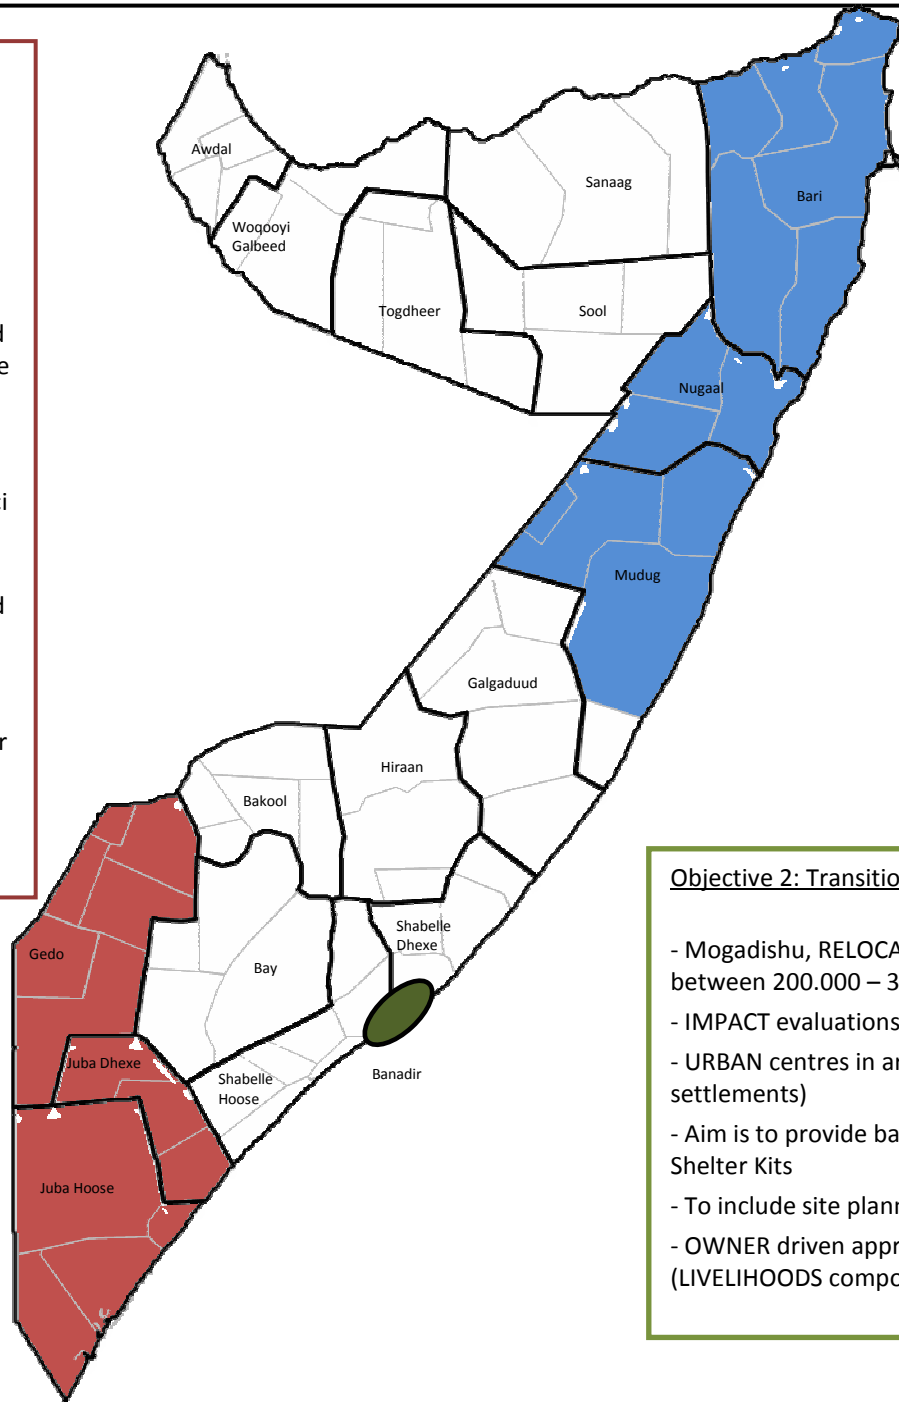 Awdal
Woqooyi
Galbeed
Togdheer
Sanaag
Sool
Bari
Nugaal
Mudug
Galgaduud
Hiraan
Bakool
Bay
Shabelle
Dhexe
Gedo
Juba Dhexe
Shabelle
Hoose
Banadir
Juba Hoose
d
e
ci
d
r
Objective 2: Transitio
- Mogadishu, RELOCA
between 200.000 – 3
- IMPACT evaluations
- URBAN centres in ar
settlements)
- Aim is to provide ba
Shelter Kits
- To include site plann
- OWNER driven appr
(LIVELIHOODS compo